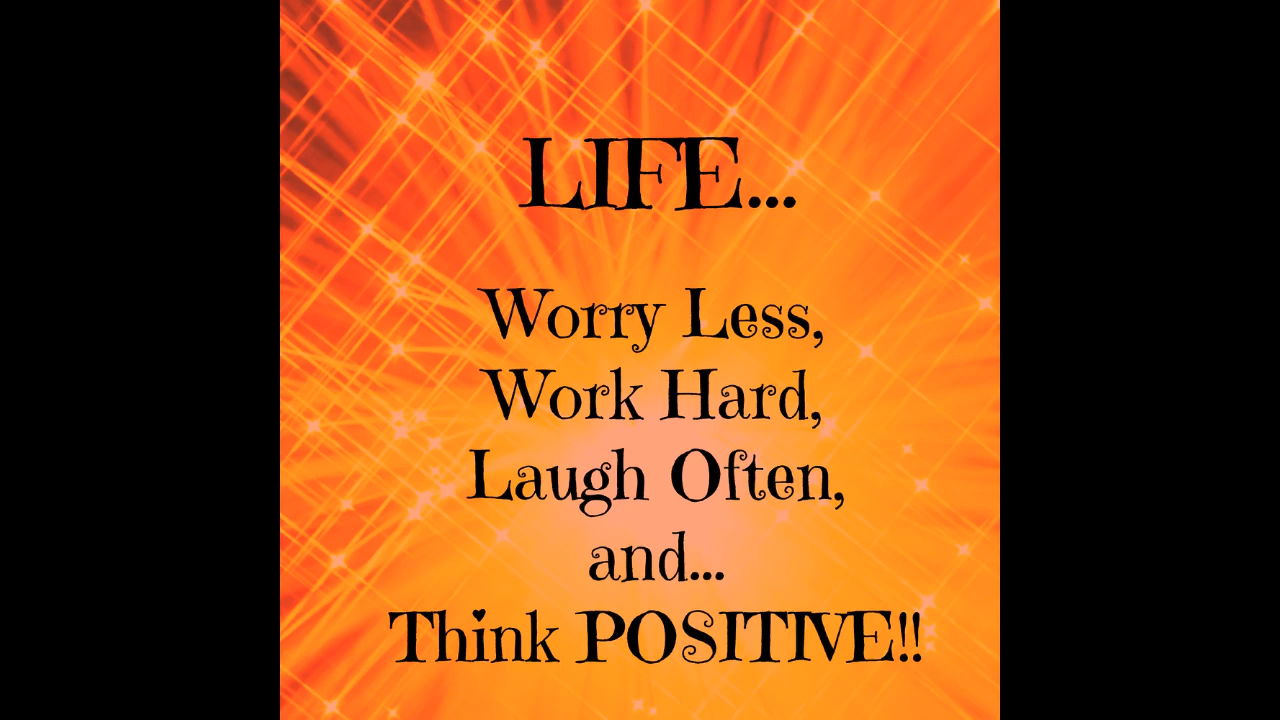 LIFE...
Worry Less,
Work Hard,
Laugh Often,
and...
Think POSITIVE!!